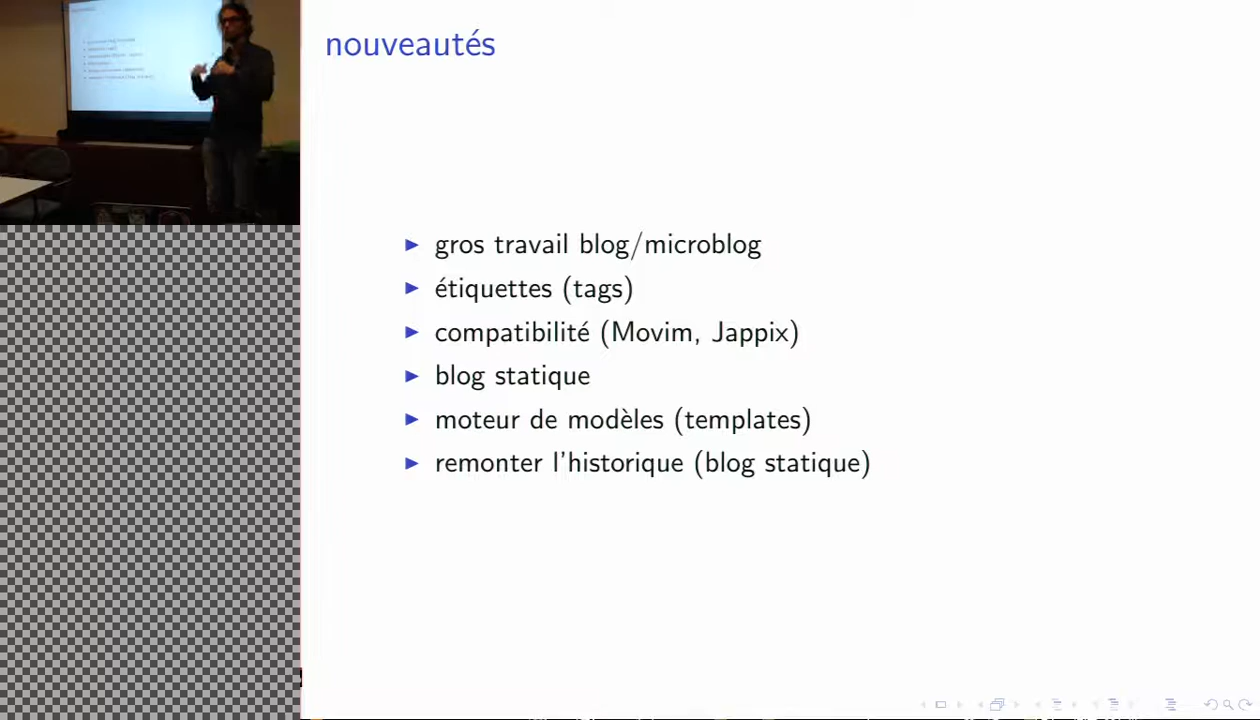 nouveautés
gros travail blog/microblog
étiquettes (tags)
compatibilité (Movim, Jappix)
blog statique
moteur de modèles (templates)
remonter l'historique (blog statique)